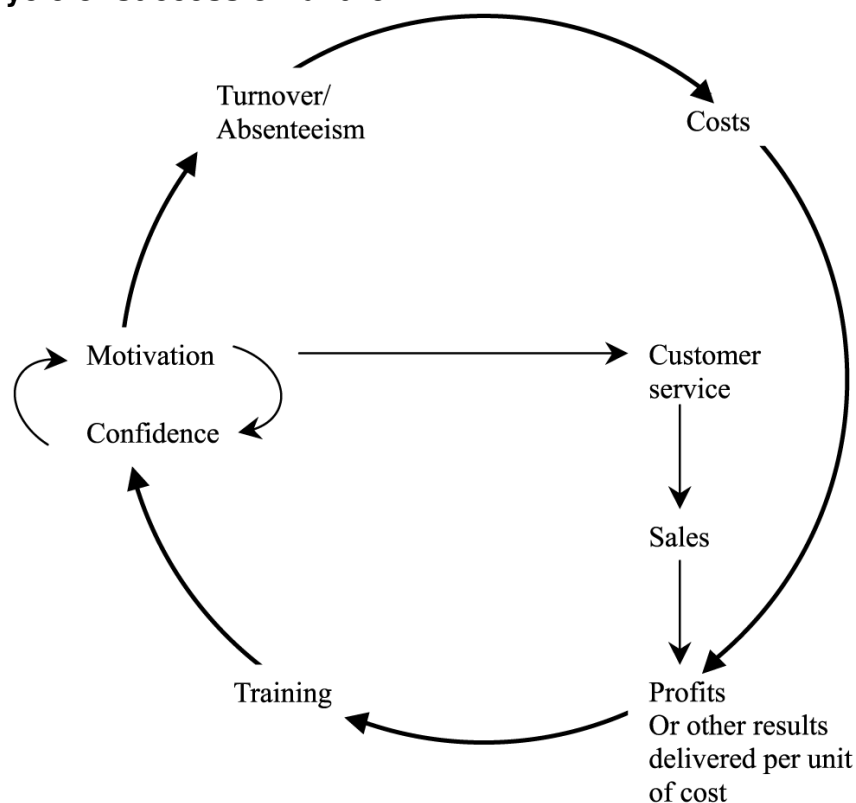 Turnover/
Absenteeism
Costs
Motivation
Customer
service
Confidence
Sales
Training
Profits
Or other results
delivered per unit
of cost